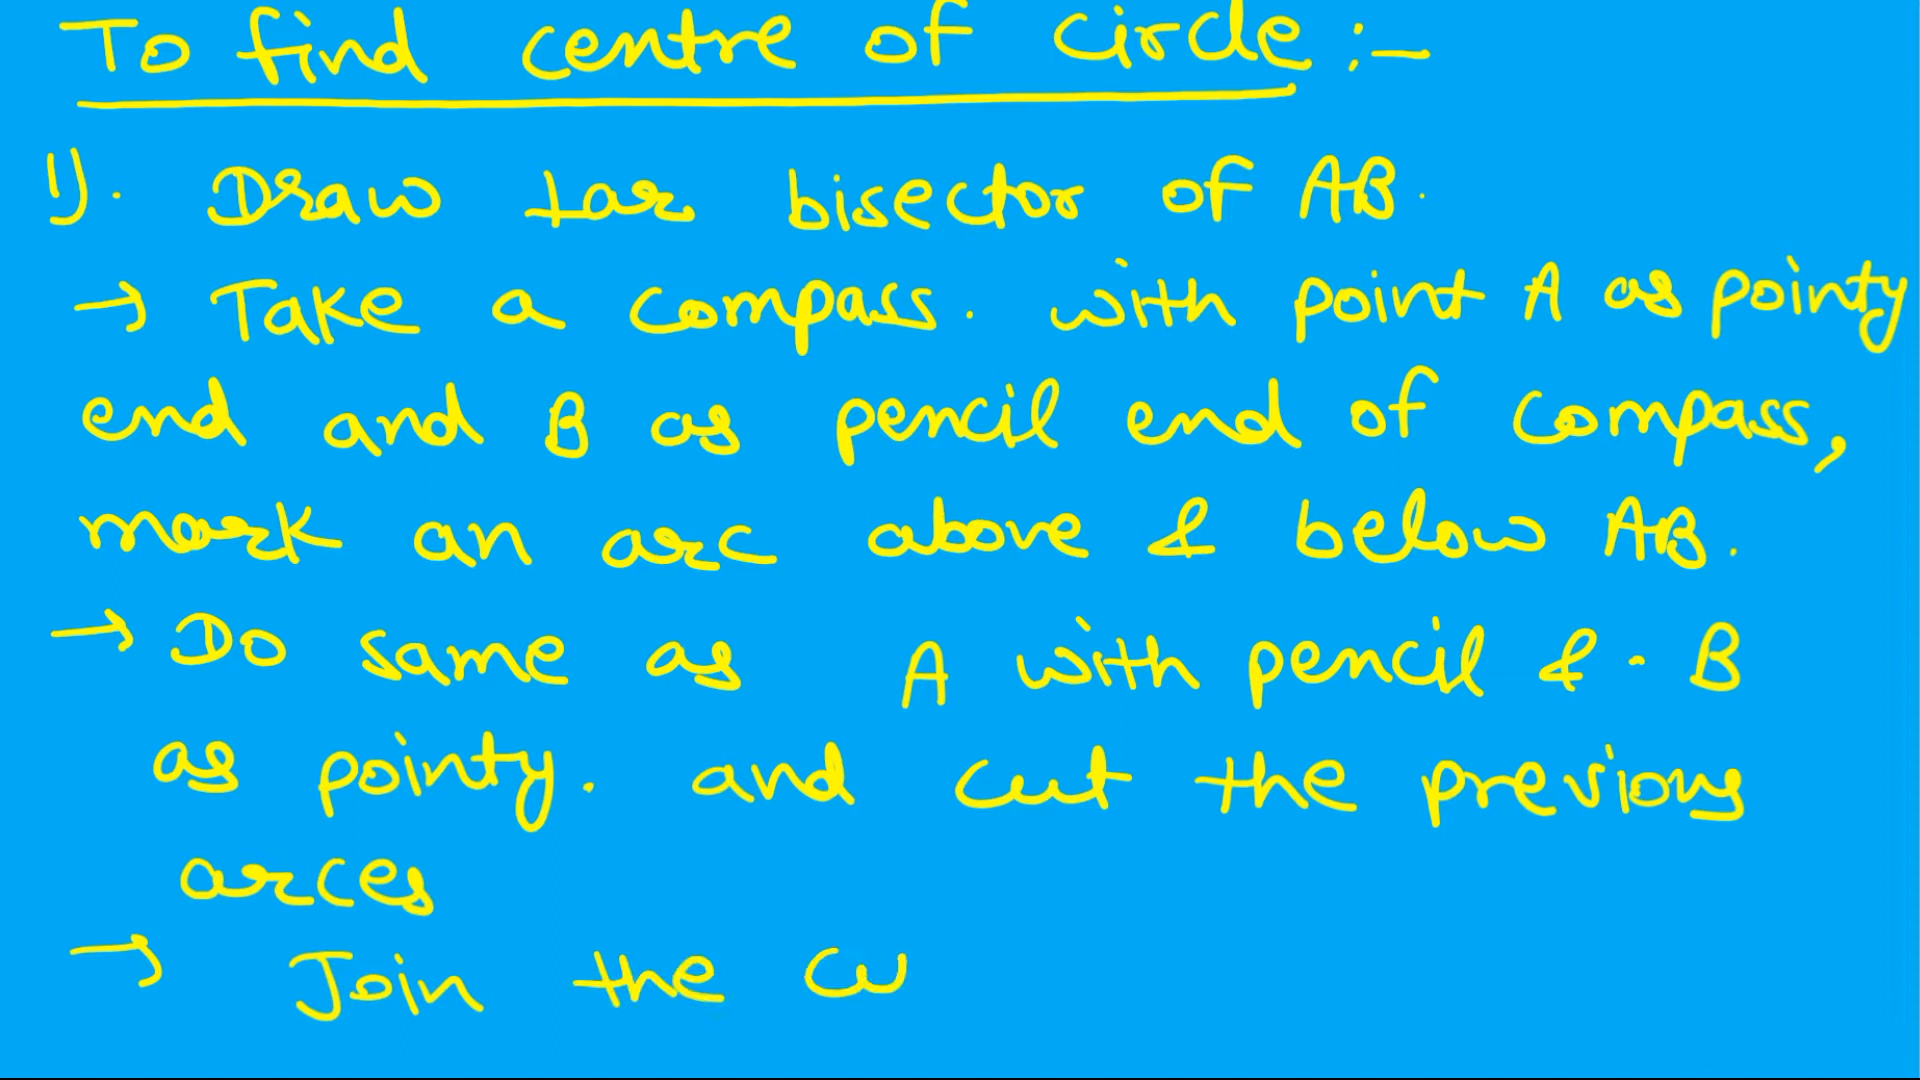 To find centre of circle :-
1). Draw ⊥ar bisector of AB.
→ Take a compass. with point A as pointy
end and B as pencil end of compass,
mark an arc above & below AB.
→ Do same as A with pencil & B
as pointy. and cut the previous
arces
→ Join the cu